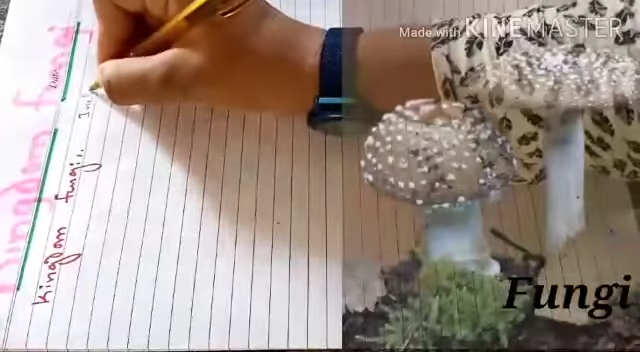 Made with KINEMASTER
Kingdom fungi
Date:
Kingdom fungi,,
Fungi